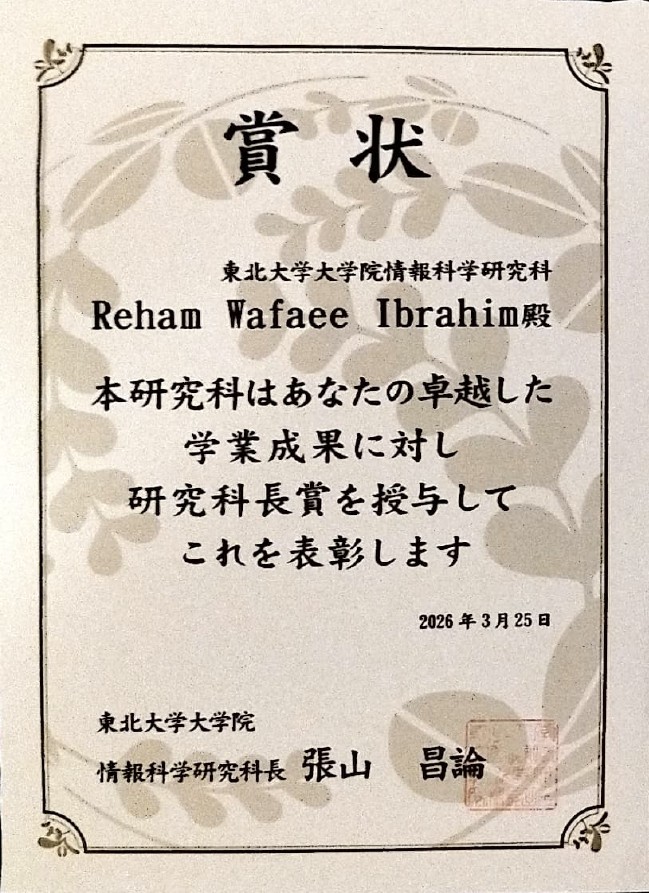 賞状
東北大学大学院情報科学研究科
Reham Wafaee Ibrahim殿
本研究科はあなたの卓越した
学業成果に対し
研究科長賞を授与して
これを表彰します
2026年3月25日
東北大学大学院
情報科学研究科長 張山 昌論